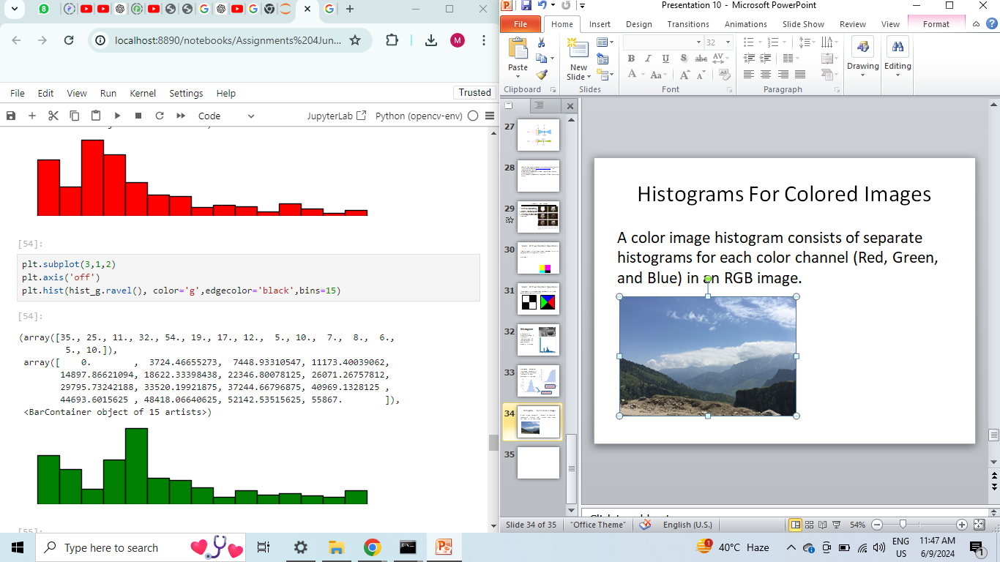 localhost:8890/notebooks/Assignments%204Jun...
M
File Edit View Run Kernel Settings Help
Trusted
Code
JupyterLab
Python (opencv-env)
[54]:
plt.subplot(3,1,2)
plt.axis('off')
plt.hist(hist_g.ravel(), color='g',edgecolor='black',bins=15)
[54]:
(array([35., 25., 11., 32., 54., 19., 17., 12., 5., 10., 7., 8., 6.,
5., 10.]),
array([ 0. , 3724.46655273, 7448.93310547, 11173.40039062,
14897.86621094, 18622.33398438, 22346.80078125, 26071.26757812,
29795.73242188, 33520.19921875, 37244.66796875, 40969.1328125 ,
44693.6015625 , 48418.06640625, 52142.53515625, 55867. ]),
<BarContainer object of 15 artists>)
[55]:
Presentation 10 - Microsoft PowerPoint
File Home Insert Design Transitions Animations Slide Show Review View Format
Paste
New
Slide
32
B I U S abc AV
A Aa A A
Drawing
Editing
Clipboard Slides Font Paragraph
27
28
29
30
31
32
Histogram
33
34
35
Histograms For Colored Images
A color image histogram consists of separate
histograms for each color channel (Red, Green,
and Blue) in an RGB image.
Slide 34 of 35
"Office Theme"
English (U.S.)
54%
Type here to search
1
40°C Haze
ENG
US
11:47 AM
6/9/2024
1